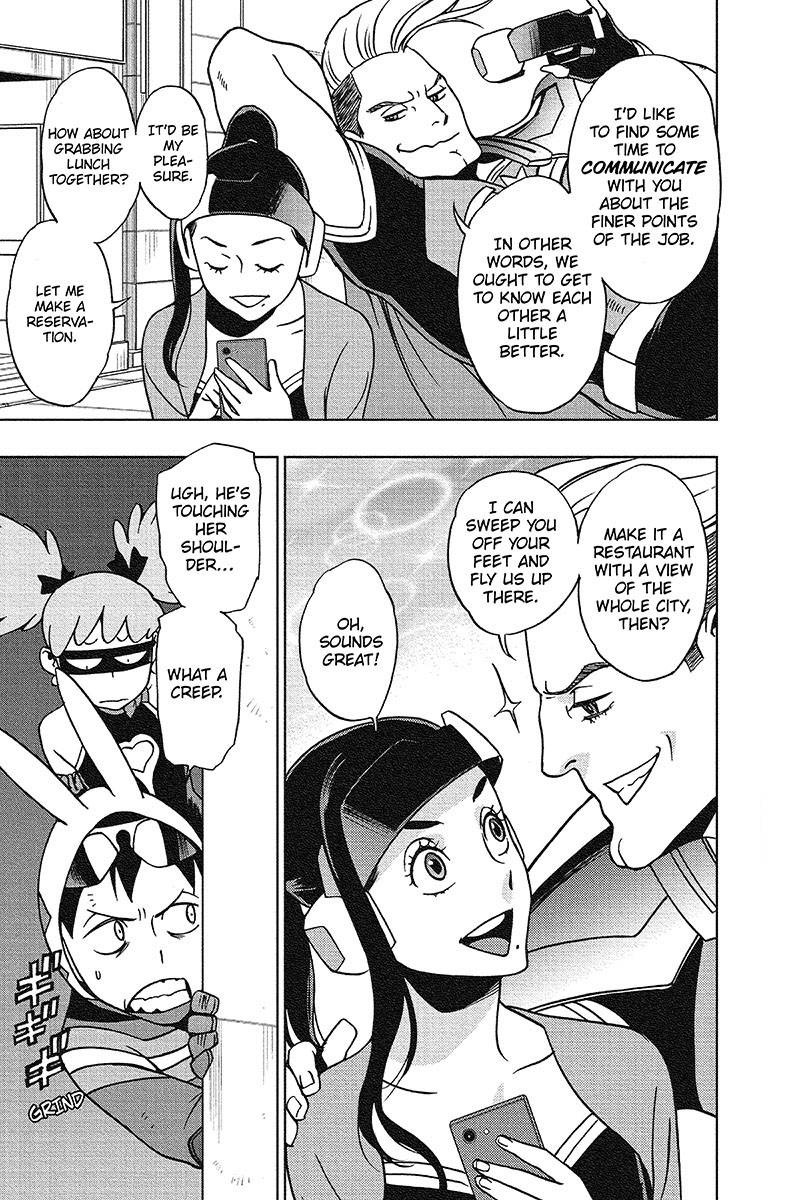 I'D LIKE
TO FIND SOME
TIME TO
COMMUNICATE
WITH YOU
ABOUT THE
FINER POINTS
OF THE JOB.
IN OTHER
WORDS, WE
OUGHT TO GET
TO KNOW EACH
OTHER A
LITTLE
BETTER.
IT'D BE
MY
PLEA-
SURE.
HOW ABOUT
GRABBING
LUNCH
TOGETHER?
LET ME
MAKE A
RESERVA-
TION.
MAKE IT A
RESTAURANT
WITH A VIEW
OF THE
WHOLE CITY,
THEN?
I CAN
SWEEP YOU
OFF YOUR
FEET AND
FLY US UP
THERE.
OH,
SOUNDS
GREAT!
UGH, HE'S
TOUCHING
HER
SHOUL-
DER...
WHAT A
CREEP.
ギギギ
GRIND